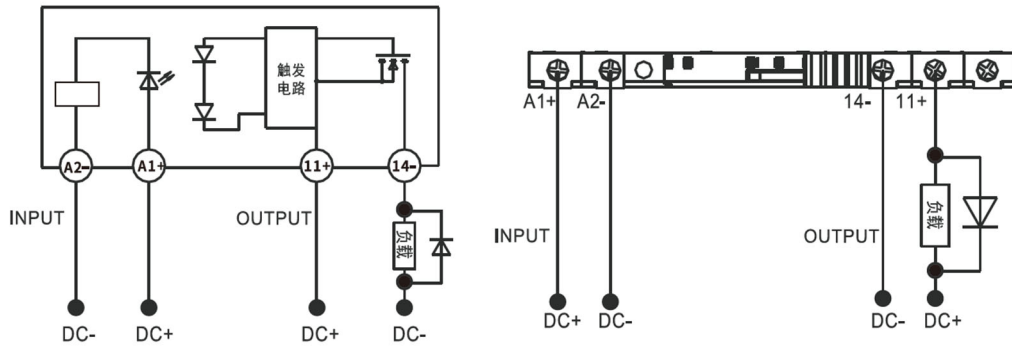 触发
电路
A2-
A1+
11+
14-
INPUT
OUTPUT
负载
DC-
DC+
DC+
DC-
A1+
A2-
14-
11+
INPUT
OUTPUT
负载
DC+
DC-
DC-
DC+